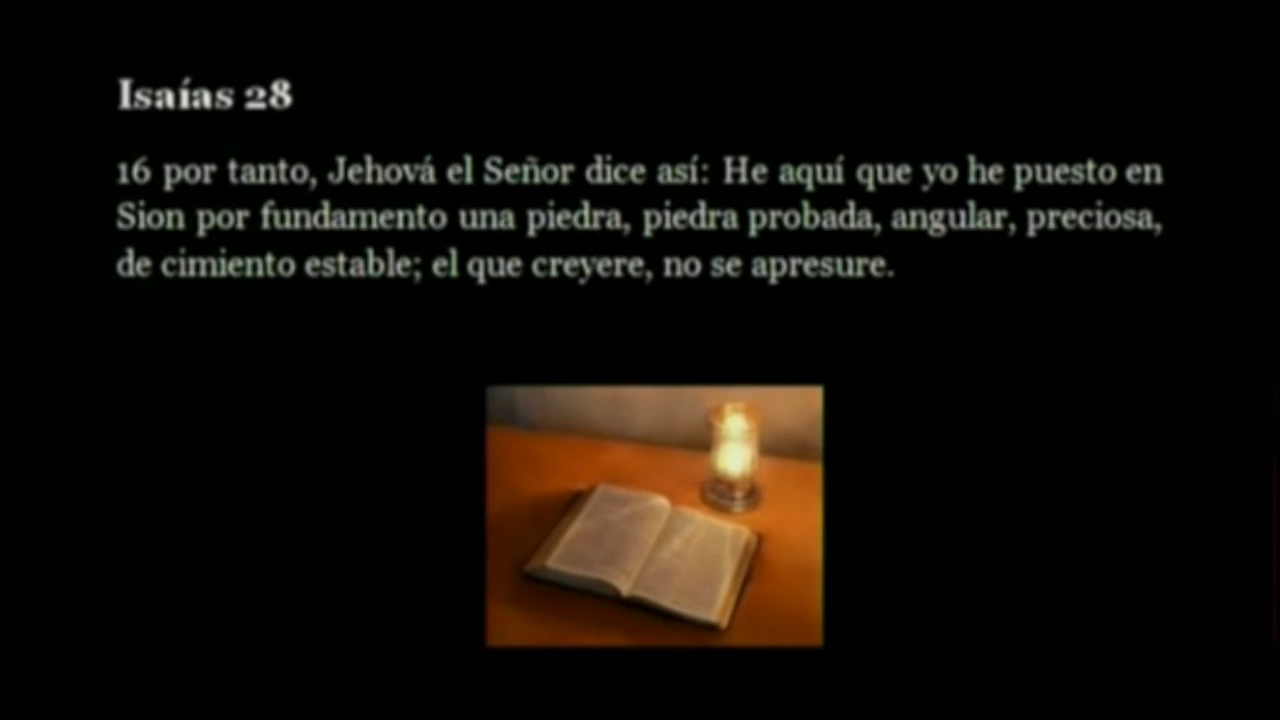 Isaías 28
16 por tanto, Jehová el Señor dice así: He aquí que yo he puesto en
Sion por fundamento una piedra, piedra probada, angular, preciosa,
de cimiento estable; el que creyere, no se apresure.